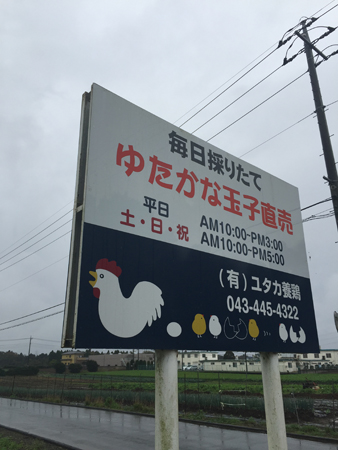 毎日採りたて
ゆたかな玉子直売
平日 AM10:00-PM3:00
土・日・祝 AM10:00-PM5:00
(有)ユタカ養鶏
043-445-4322